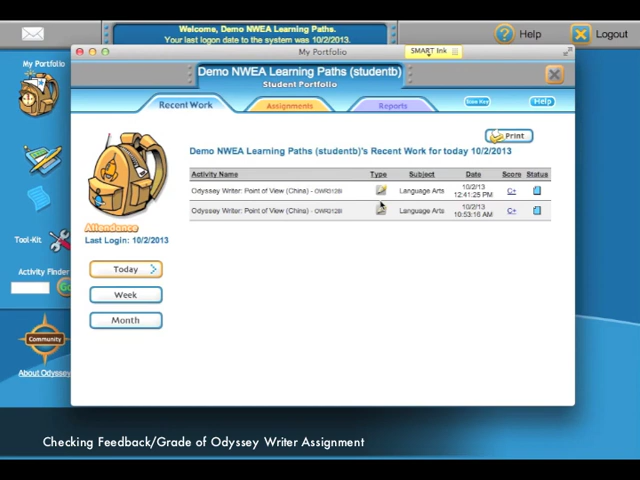 Welcome, Demo NWEA Learning Paths.
Your last logon date to the system was 10/2/2013.
Help
Logout
My Portfolio
My Portfolio
SMART Ink
Demo NWEA Learning Paths (studentb)
Student Portfolio
Recent Work
Assignments
Reports
Score Key
Help
Print
Demo NWEA Learning Paths (studentb)'s Recent Work for today 10/2/2013
Activity Name Type Subject Date Score Status
Odyssey Writer: Point of View (China) - OWR312BI Language Arts 10/2/13 12:41:25 PM C+
Odyssey Writer: Point of View (China) - OWR312BI Language Arts 10/2/13 10:53:16 AM C+
Attendance
Last Login: 10/2/2013
Today
Week
Month
Tool-Kit
Activity Finder
Go
Community
About Odyssey
Checking Feedback/Grade of Odyssey Writer Assignment